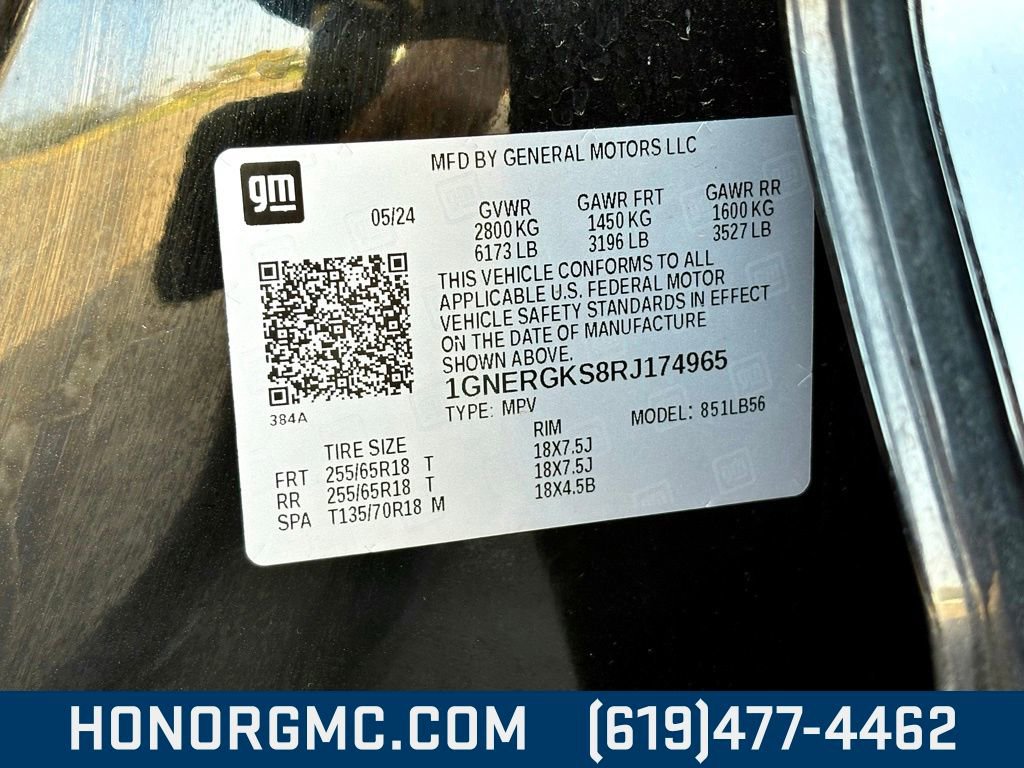 gm
MFD BY GENERAL MOTORS LLC
05/24
GVWR
2800 KG
6173 LB
GAWR FRT
1450 KG
3196 LB
GAWR RR
1600 KG
3527 LB
THIS VEHICLE CONFORMS TO ALL
APPLICABLE U.S. FEDERAL MOTOR
VEHICLE SAFETY STANDARDS IN EFFECT
ON THE DATE OF MANUFACTURE
SHOWN ABOVE.
1GNERGKS8RJ174965
TYPE: MPV MODEL: 851LB56
384A
TIRE SIZE RIM
FRT 255/65R18 T 18X7.5J
RR 255/65R18 T 18X7.5J
SPA T135/70R18 M 18X4.5B
HONORGMC.COM (619)477-4462